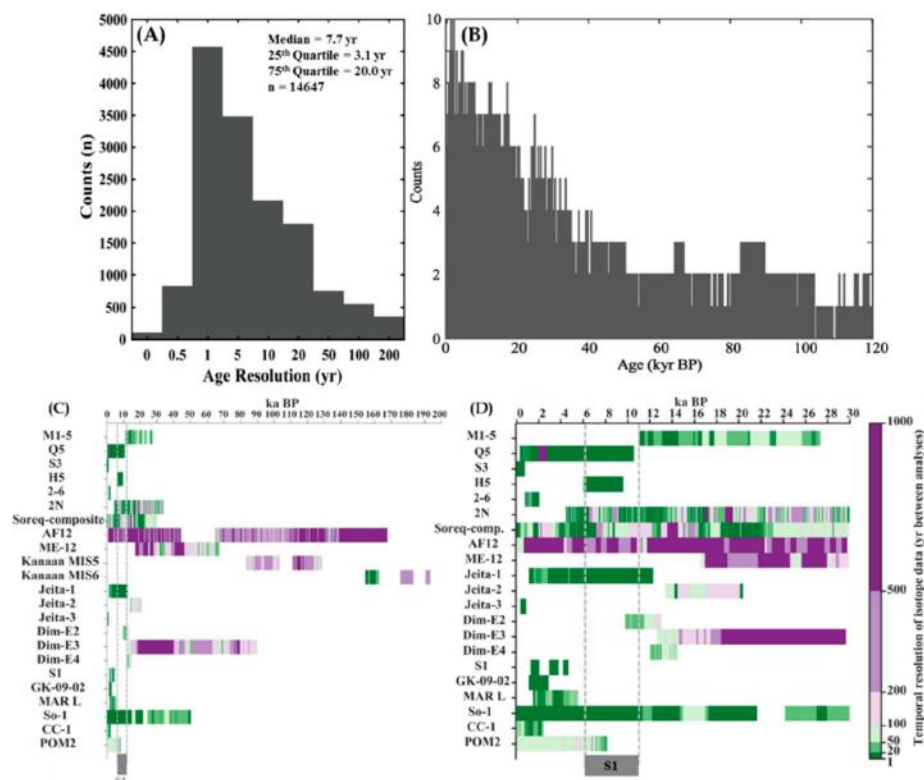 (A)
Median = 7.7 yr
25th Quartile = 3.1 yr
75th Quartile = 20.0 yr
n = 14647
5000
4500
4000
3500
3000
2500
2000
1500
1000
500
0
Counts (n)
0 0.5 1 5 10 20 50 100 200
Age Resolution (yr)
(B)
10
8
6
4
2
0
Counts
0 20 40 60 80 100 120
Age (kyr BP)
(C)
ka BP
0 10 20 30 40 50 60 70 80 90 100 110 120 130 140 150 160 170 180 190 200
M1-5
Q5
S3
H5
2-6
2N
Soreq-composite
AF12
ME-12
Kanaan MIS5
Kanaan MIS6
Jeita-1
Jeita-2
Jeita-3
Dim-E2
Dim-E3
Dim-E4
S1
GK-09-02
MAR L
So-1
CC-1
POM2
(D)
ka BP
0 2 4 6 8 10 12 14 16 18 20 22 24 26 28 30
M1-5
Q5
S3
H5
2-6
2N
Soreq-comp.
AF12
ME-12
Jeita-1
Jeita-2
Jeita-3
Dim-E2
Dim-E3
Dim-E4
S1
GK-09-02
MAR L
So-1
CC-1
POM2
S1
1000
500
200
100
50
20
1
Temporal resolution of isotope data (yr between analyses)